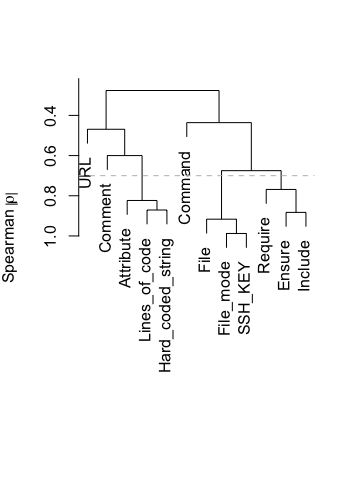 Spearman |ρ|
0.4
0.6
0.8
1.0
URL
Comment
Attribute
Lines_of_code
Hard_coded_string
Command
File
File_mode
SSH_KEY
Require
Ensure
Include